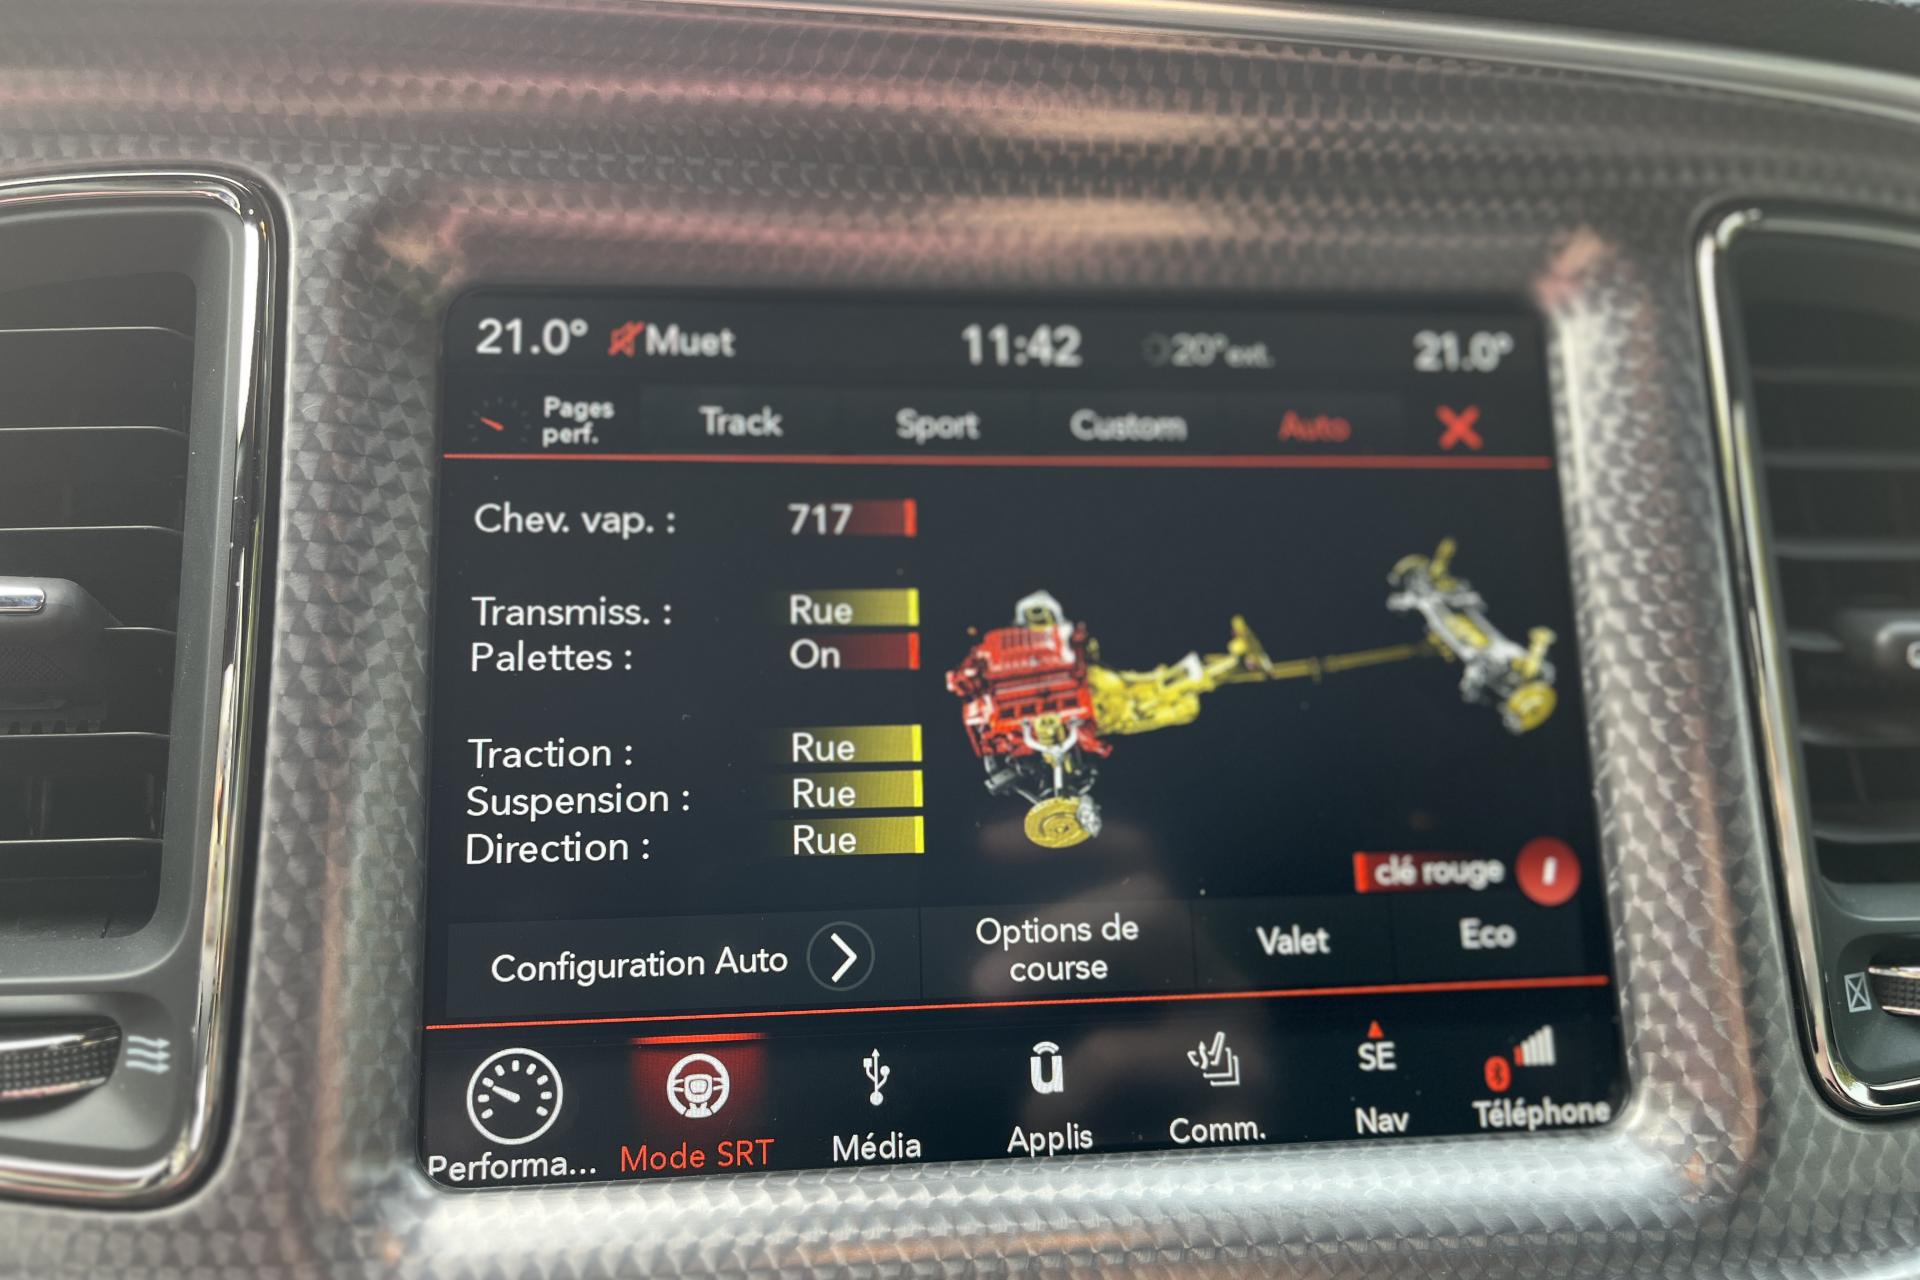 21.0° Muet 11:42 20°ext. 21.0°
Pages perf. Track Sport Custom Auto
Chev. vap. : 717
Transmiss. : Rue
Palettes : On
Traction : Rue
Suspension : Rue
Direction : Rue
clé rouge
Configuration Auto
Options de
course
Valet Eco
SE
Performa... Mode SRT Média Applis Comm. Nav Téléphone